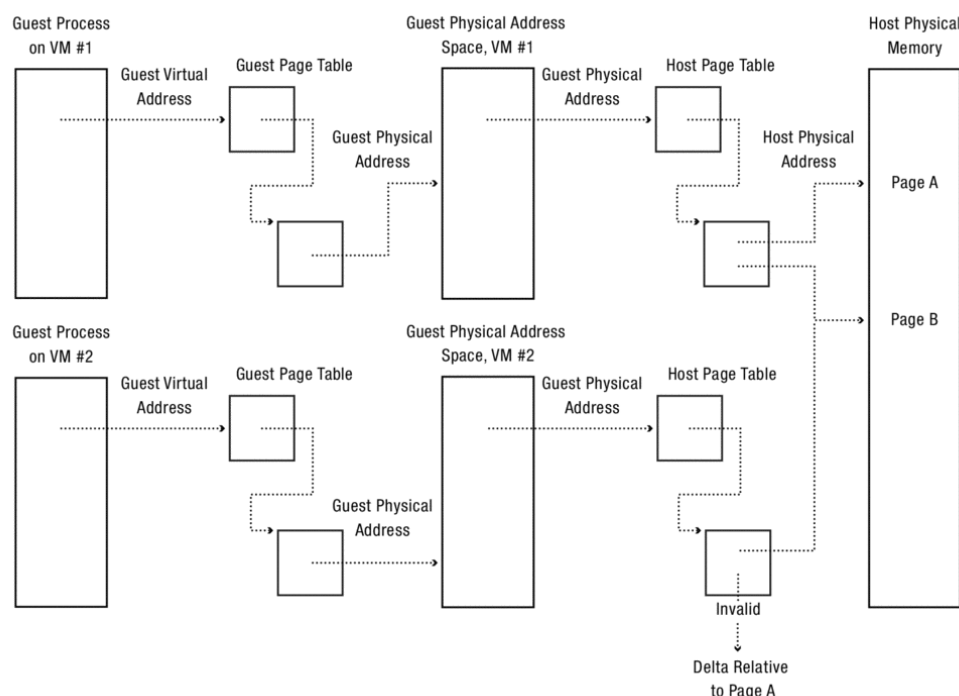 Guest Process
on VM #1
Guest Physical Address
Space, VM #1
Host Physical
Memory
Guest Virtual
Address
Guest Page Table
Guest Physical
Address
Host Page Table
Guest Physical
Address
Host Physical
Address
Page A
Page B
Guest Process
on VM #2
Guest Physical Address
Space, VM #2
Guest Virtual
Address
Guest Page Table
Guest Physical
Address
Host Page Table
Guest Physical
Address
Invalid
Delta Relative
to Page A